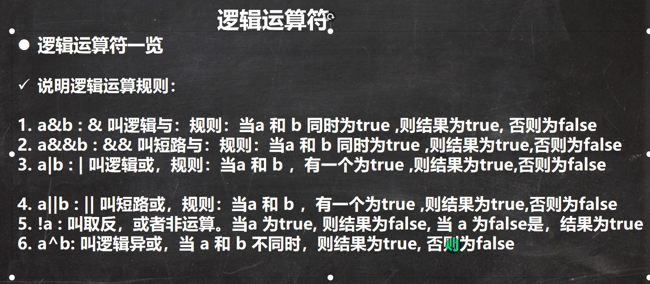 逻辑运算符
● 逻辑运算符一览
✓ 说明逻辑运算规则：
1. a&b : & 叫逻辑与：规则：当a 和 b 同时为true ,则结果为true, 否则为false
2. a&&b : && 叫短路与：规则：当a 和 b 同时为true ,则结果为true,否则为false
3. a|b : | 叫逻辑或，规则：当a 和 b ，有一个为true ,则结果为true,否则为false
4. a||b : || 叫短路或，规则：当a 和 b ，有一个为true ,则结果为true,否则为false
5. !a : 叫取反，或者非运算。当a 为true, 则结果为false, 当 a 为false是，结果为true
6. a^b: 叫逻辑异或，当 a 和 b 不同时，则结果为true, 否则为false